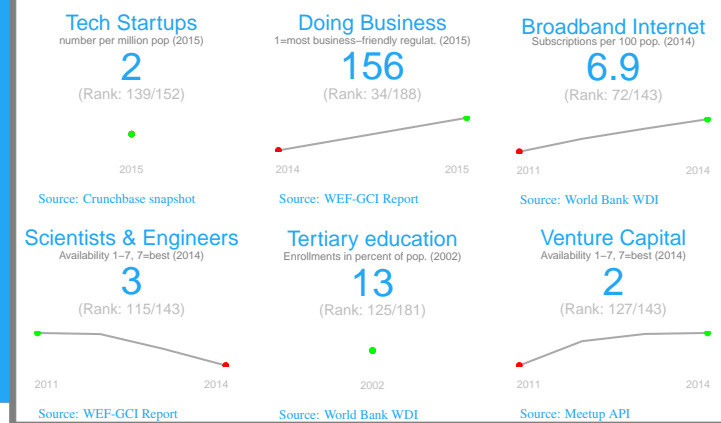 Tech Startups
number per million pop (2015)
2
(Rank: 139/152)
2015
Source: Crunchbase snapshot
Doing Business
1=most business−friendly regulat. (2015)
156
(Rank: 34/188)
2014 2015
Source: WEF-GCI Report
Broadband Internet
Subscriptions per 100 pop. (2014)
6.9
(Rank: 72/143)
2011 2014
Source: World Bank WDI
Scientists & Engineers
Availability 1−7, 7=best (2014)
3
(Rank: 115/143)
2011 2014
Source: WEF-GCI Report
Tertiary education
Enrollments in percent of pop. (2002)
13
(Rank: 125/181)
2002
Source: World Bank WDI
Venture Capital
Availability 1−7, 7=best (2014)
2
(Rank: 127/143)
2011 2014
Source: Meetup API